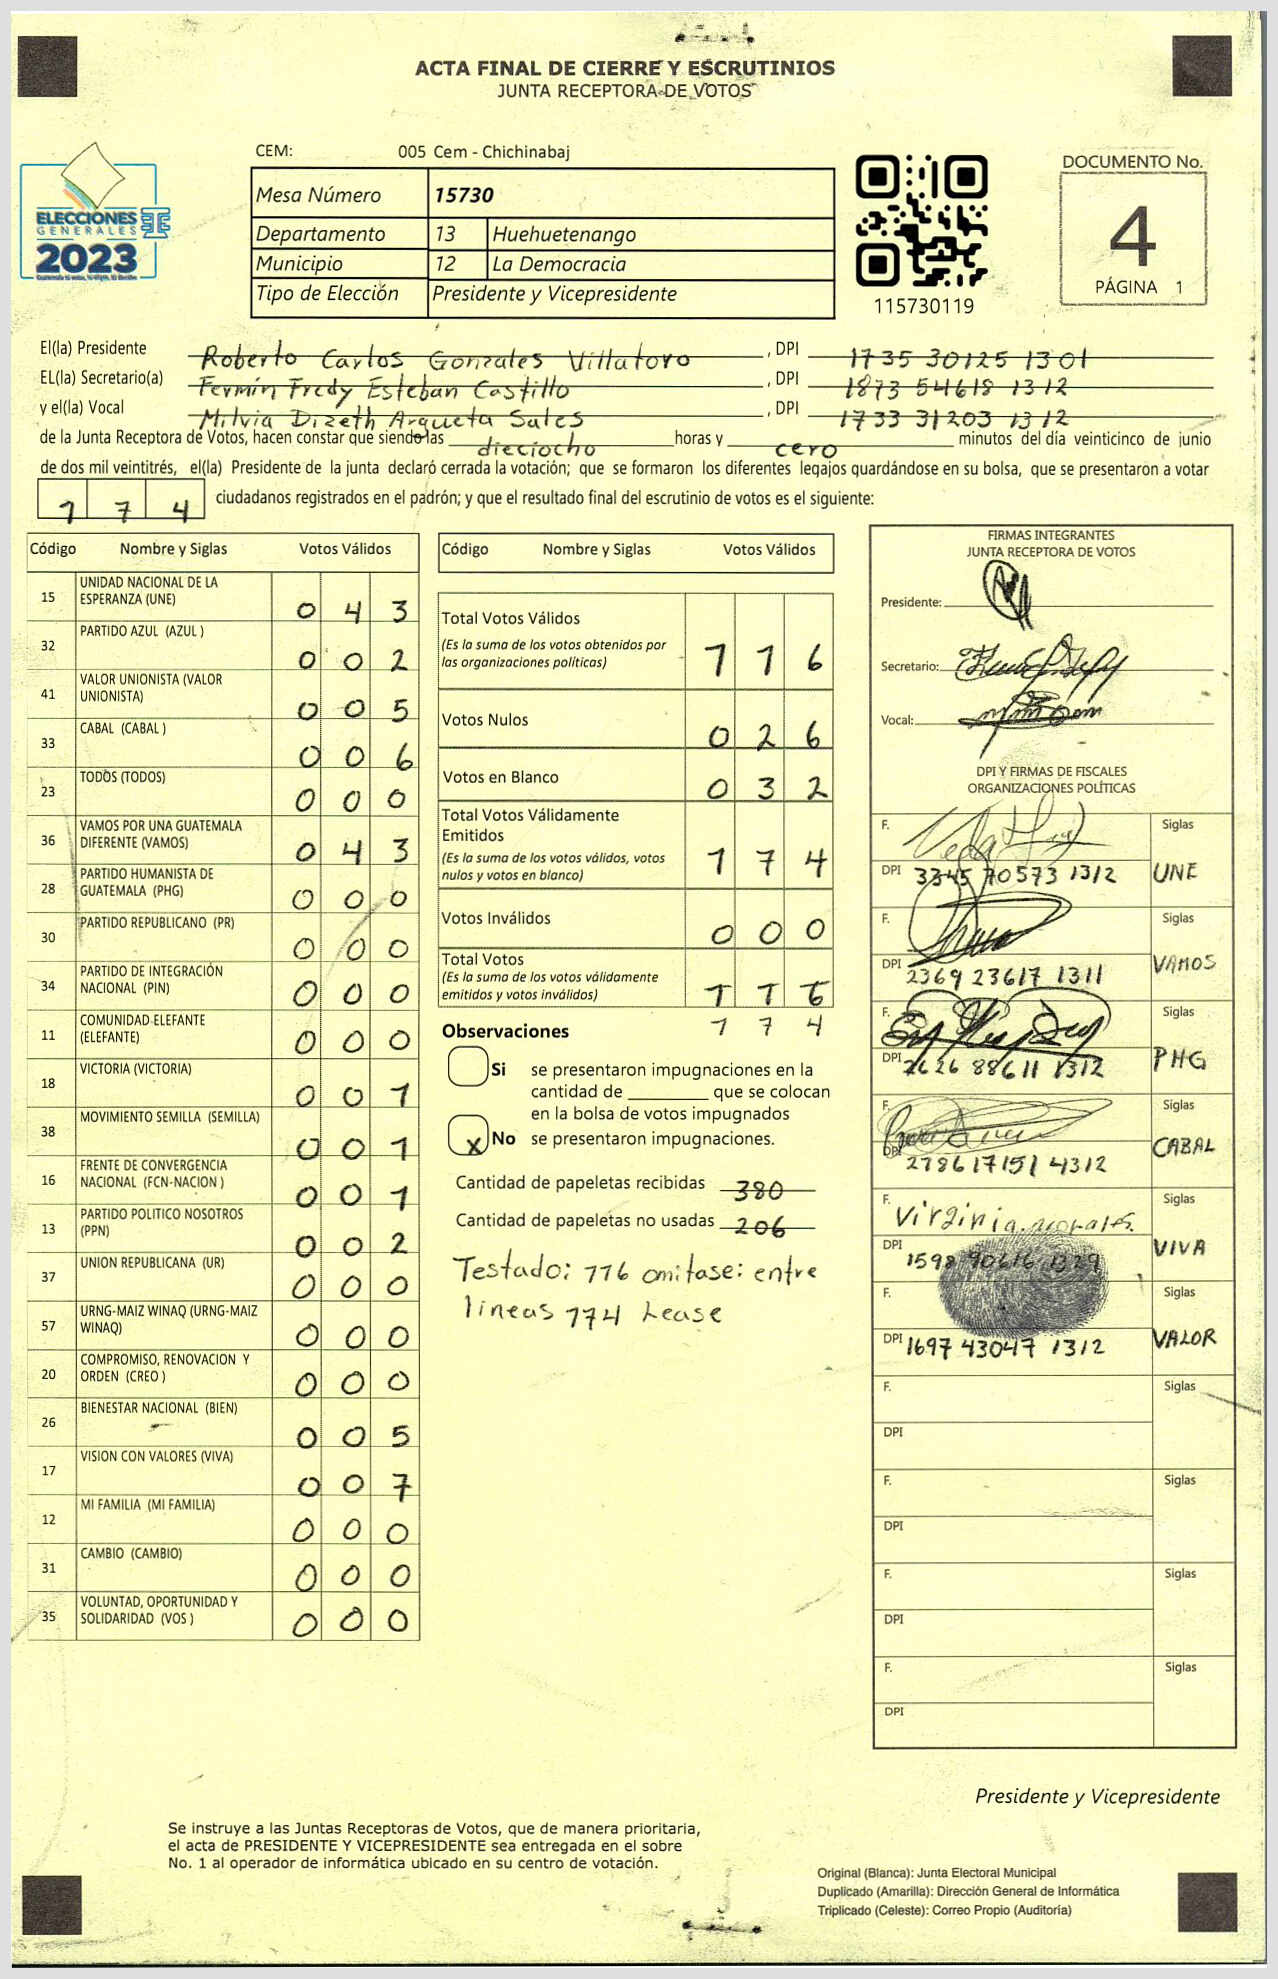 ACTA FINAL DE CIERRE Y ESCRUTINIOS
JUNTA RECEPTORA DE VOTOS
CEM: 005 Cem - Chichinabaj
ELECCIONES
GENERALES
2023
Mesa Número 15730
Departamento 13 Huehuetenango
Municipio 12 La Democracia
Tipo de Elección Presidente y Vicepresidente
115730119
DOCUMENTO No.
4
PÁGINA 1
El(la) Presidente Roberto Carlos Gonzales Villatoro, DPI 1735 30125 1301
EL(la) Secretario(a) Fermín Fredy Esteban Castillo, DPI 1873 54618 1312
y el(la) Vocal Milvia Dizeth Argueta Sales, DPI 1733 31203 1312
de la Junta Receptora de Votos, hacen constar que siendo las dieciocho horas y cero minutos del día veinticinco de junio
de dos mil veintitrés, el(la) Presidente de la junta declaró cerrada la votación; que se formaron los diferentes legajos quardándose en su bolsa, que se presentaron a votar
174 ciudadanos registrados en el padrón; y que el resultado final del escrutinio de votos es el siguiente:
Código Nombre y Siglas Votos Válidos
15 UNIDAD NACIONAL DE LA ESPERANZA (UNE) 0 4 3
32 PARTIDO AZUL (AZUL ) 0 0 2
41 VALOR UNIONISTA (VALOR UNIONISTA) 0 0 5
33 CABAL (CABAL ) 0 0 6
23 TODOS (TODOS) 0 0 0
36 VAMOS POR UNA GUATEMALA DIFERENTE (VAMOS) 0 4 3
28 PARTIDO HUMANISTA DE GUATEMALA (PHG) 0 0 0
30 PARTIDO REPUBLICANO (PR) 0 0 0
34 PARTIDO DE INTEGRACIÓN NACIONAL (PIN) 0 0 0
11 COMUNIDAD ELEFANTE (ELEFANTE) 0 0 0
18 VICTORIA (VICTORIA) 0 0 1
38 MOVIMIENTO SEMILLA (SEMILLA) 0 0 1
16 FRENTE DE CONVERGENCIA NACIONAL (FCN-NACION ) 0 0 1
13 PARTIDO POLITICO NOSOTROS (PPN) 0 0 2
37 UNION REPUBLICANA (UR) 0 0 0
57 URNG-MAIZ WINAQ (URNG-MAIZ WINAQ) 0 0 0
20 COMPROMISO, RENOVACION Y ORDEN (CREO ) 0 0 0
26 BIENESTAR NACIONAL (BIEN) 0 0 5
17 VISION CON VALORES (VIVA) 0 0 7
12 MI FAMILIA (MI FAMILIA) 0 0 0
31 CAMBIO (CAMBIO) 0 0 0
35 VOLUNTAD, OPORTUNIDAD Y SOLIDARIDAD (VOS ) 0 0 0
Código Nombre y Siglas Votos Válidos
Total Votos Válidos 1 1 6
(Es la suma de los votos obtenidos por
las organizaciones políticas)
Votos Nulos 0 2 6
Votos en Blanco 0 3 2
Total Votos Válidamente
Emitidos 1 7 4
(Es la suma de los votos válidos, votos
nulos y votos en blanco)
Votos Inválidos 0 0 0
Total Votos 1 1 6
(Es la suma de los votos válidamente
emitidos y votos inválidos)
1 7 4
Observaciones
Si se presentaron impugnaciones en la
cantidad de ________ que se colocan
en la bolsa de votos impugnados
x No se presentaron impugnaciones.
Cantidad de papeletas recibidas 380
Cantidad de papeletas no usadas 206
Testado: 116 omitase: entre
lineas 174 Lease
FIRMAS INTEGRANTES
JUNTA RECEPTORA DE VOTOS
Presidente:
Secretario:
Vocal:
DPI Y FIRMAS DE FISCALES
ORGANIZACIONES POLÍTICAS
F. Siglas
DPI 3345 70573 1312 UNE
F. Siglas
DPI 2369 23617 1311 VAMOS
F. Siglas
DPI 2626 88611 1312 PHG
F. Siglas
DPI 2786 17151 4312 CABAL
F. Virginia morales. Siglas
DPI 1598 90616 1329 VIVA
F. Siglas
DPI 1697 43047 1312 VALOR
F. Siglas
DPI
F. Siglas
DPI
F. Siglas
DPI
F. Siglas
DPI
Presidente y Vicepresidente
Se instruye a las Juntas Receptoras de Votos, que de manera prioritaria,
el acta de PRESIDENTE Y VICEPRESIDENTE sea entregada en el sobre
No. 1 al operador de informática ubicado en su centro de votación.
Original (Blanca): Junta Electoral Municipal
Duplicado (Amarilla): Dirección General de Informática
Triplicado (Celeste): Correo Propio (Auditoría)